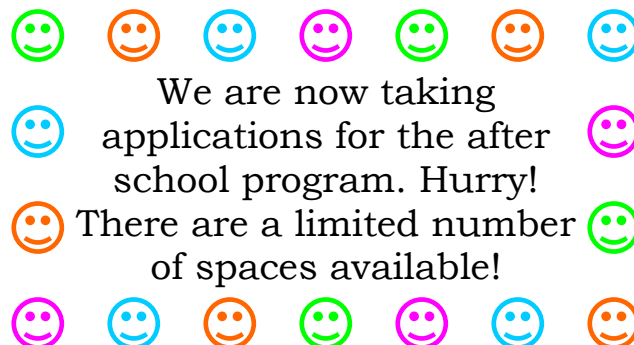 We are now taking
applications for the after
school program. Hurry!
There are a limited number
of spaces available!